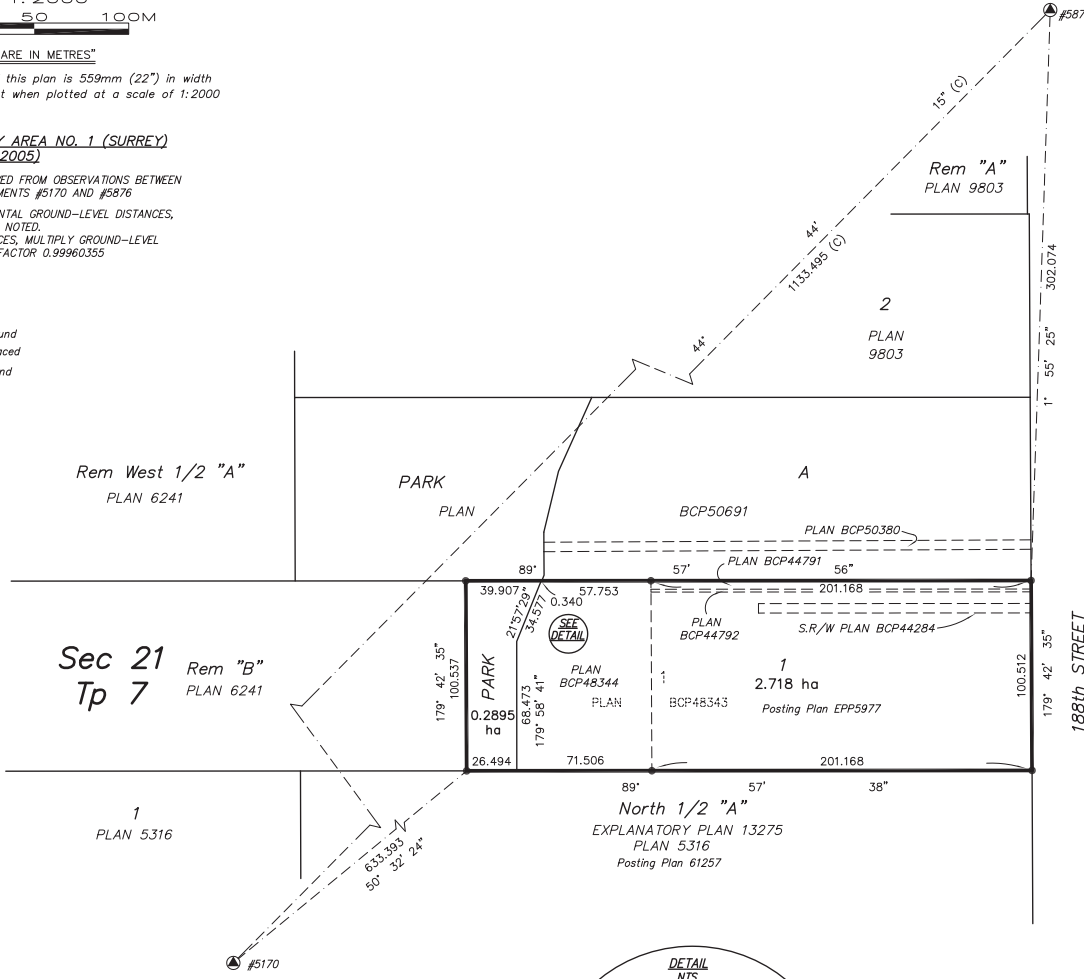 50 100M
ARE IN METRES"
this plan is 559mm (22") in width
t when plotted at a scale of 1:2000
AREA NO. 1 (SURREY)
2005)
ED FROM OBSERVATIONS BETWEEN
MENTS #5170 AND #5876
NTAL GROUND-LEVEL DISTANCES,
NOTED.
CES, MULTIPLY GROUND-LEVEL
FACTOR 0.99960355
und
aced
nd
#587
15" (C)
44'
1133.495 (C)
44°
Rem "A"
PLAN 9803
302.074
1° 55' 25"
2
PLAN
9803
Rem West 1/2 "A"
PLAN 6241
PARK
PLAN
A
BCP50691
PLAN BCP50380
89° 57' 56"
PLAN BCP44791
39.907 57.753 201.168
0.340
21°57'29"
34.577
SEE
DETAIL
PLAN
BCP44792
S.R/W PLAN BCP44284
Sec 21
Tp 7
Rem "B"
PLAN 6241
179° 42' 35"
100.537
PARK
0.2895
ha
68.473
179° 58' 41"
PLAN
BCP48344
PLAN
1
BCP48343
1
2.718 ha
Posting Plan EPP5977
100.512
179° 42' 35"
188th STREET
26.494 71.506 201.168
89° 57' 38"
1
PLAN 5316
North 1/2 "A"
EXPLANATORY PLAN 13275
PLAN 5316
Posting Plan 61257
633.393
50° 32' 24"
#5170
DETAIL
NTS